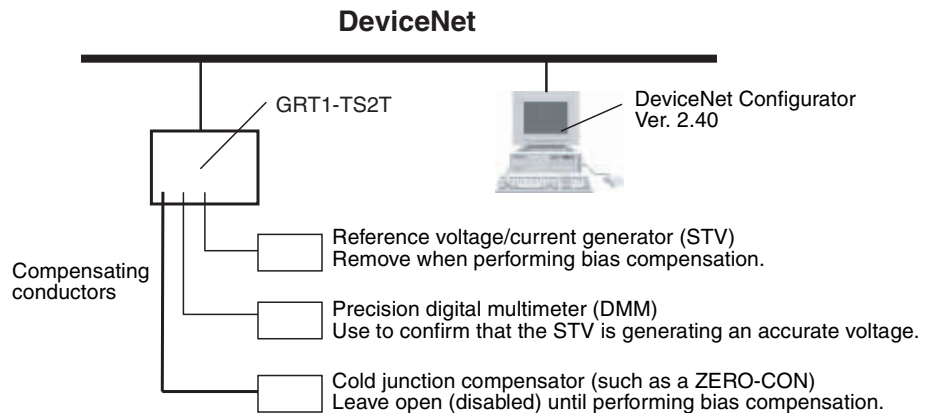 DeviceNet
GRT1-TS2T
DeviceNet Configurator
Ver. 2.40
Reference voltage/current generator (STV)
Remove when performing bias compensation.
Compensating
conductors
Precision digital multimeter (DMM)
Use to confirm that the STV is generating an accurate voltage.
Cold junction compensator (such as a ZERO-CON)
Leave open (disabled) until performing bias compensation.